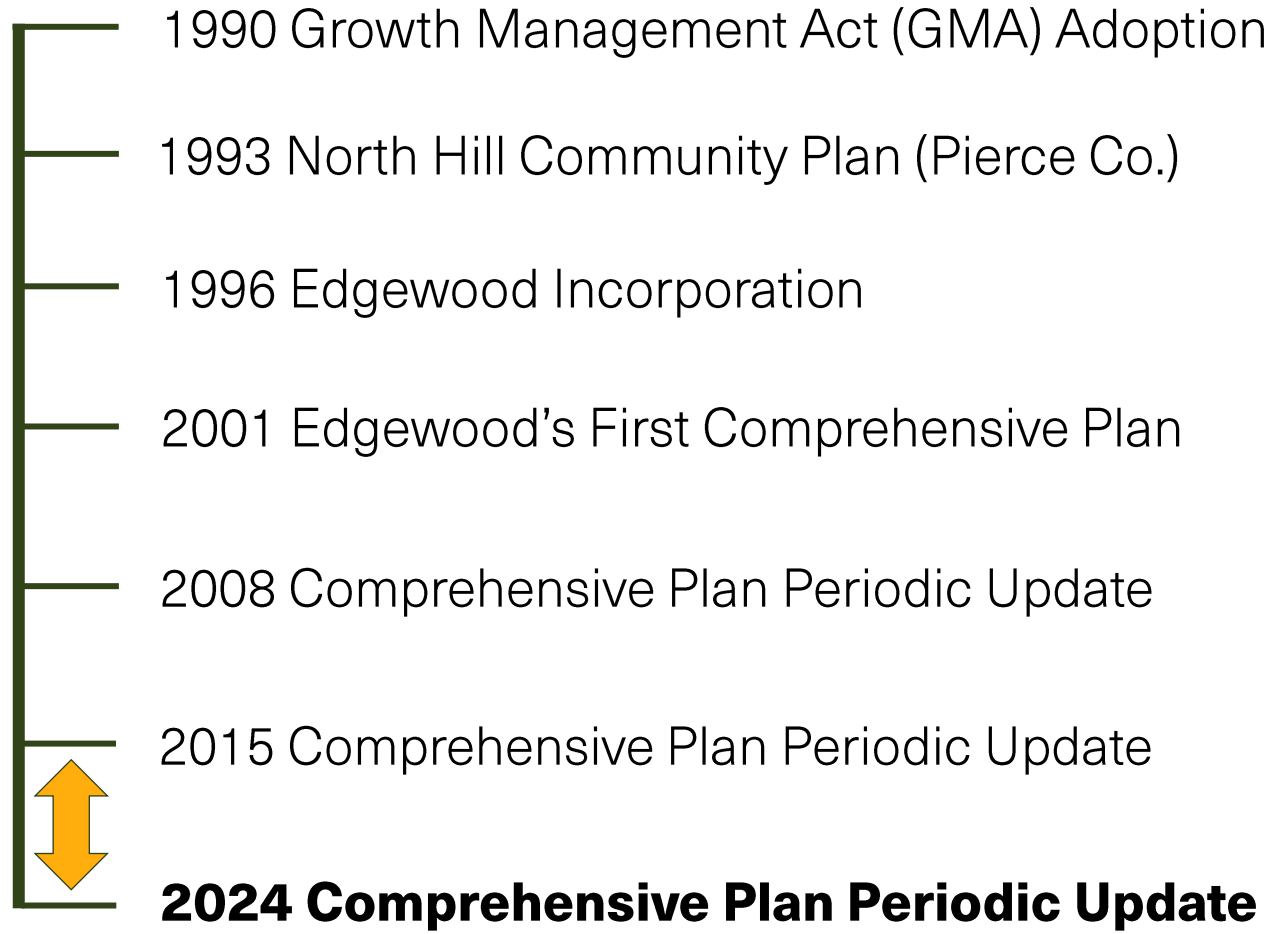 1990 Growth Management Act (GMA) Adoption
1993 North Hill Community Plan (Pierce Co.)
1996 Edgewood Incorporation
2001 Edgewood’s First Comprehensive Plan
2008 Comprehensive Plan Periodic Update
2015 Comprehensive Plan Periodic Update
2024 Comprehensive Plan Periodic Update